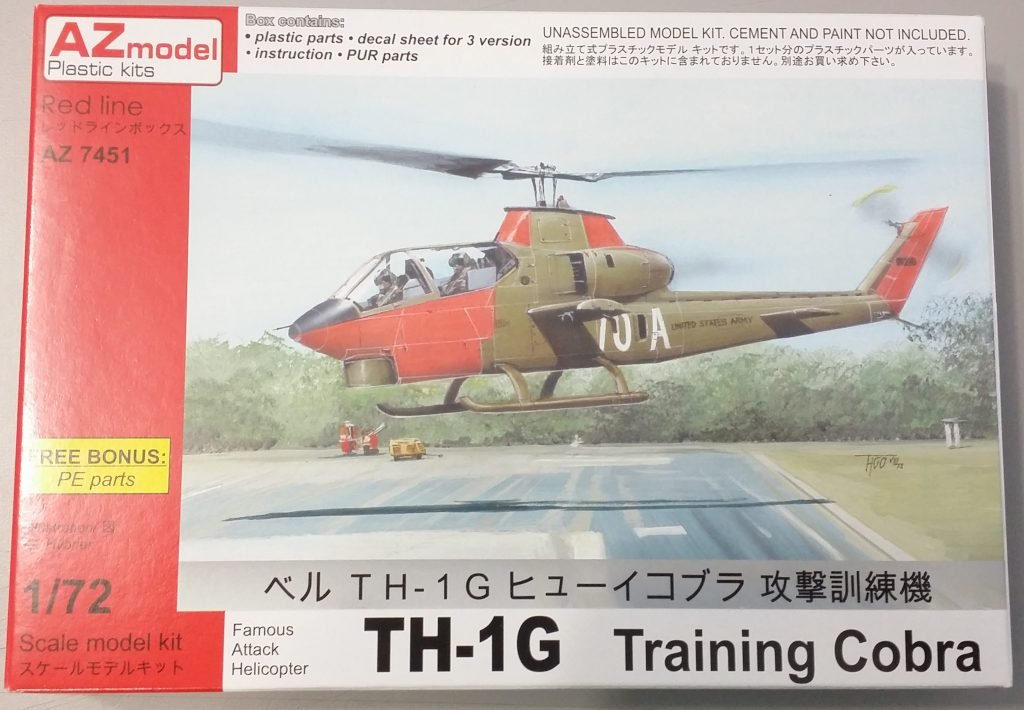 AZmodel
Plastic kits
Box contains:
• plastic parts • decal sheet for 3 version
• instruction • PUR parts
UNASSEMBLED MODEL KIT. CEMENT AND PAINT NOT INCLUDED.
組み立て式プラスチックモデル キットです。1セット分のプラスチックパーツが入っています。
接着剤と塗料はこのキットに含まれておりません。別途お買い求め下さい。
Red line
レッドラインボックス
AZ 7451
UNITED STATES ARMY
A
FREE BONUS:
PE parts
1/72
Scale model kit
スケールモデルキット
ベル TH-1G ヒューイコブラ 攻撃訓練機
Famous
Attack
Helicopter
TH-1G Training Cobra